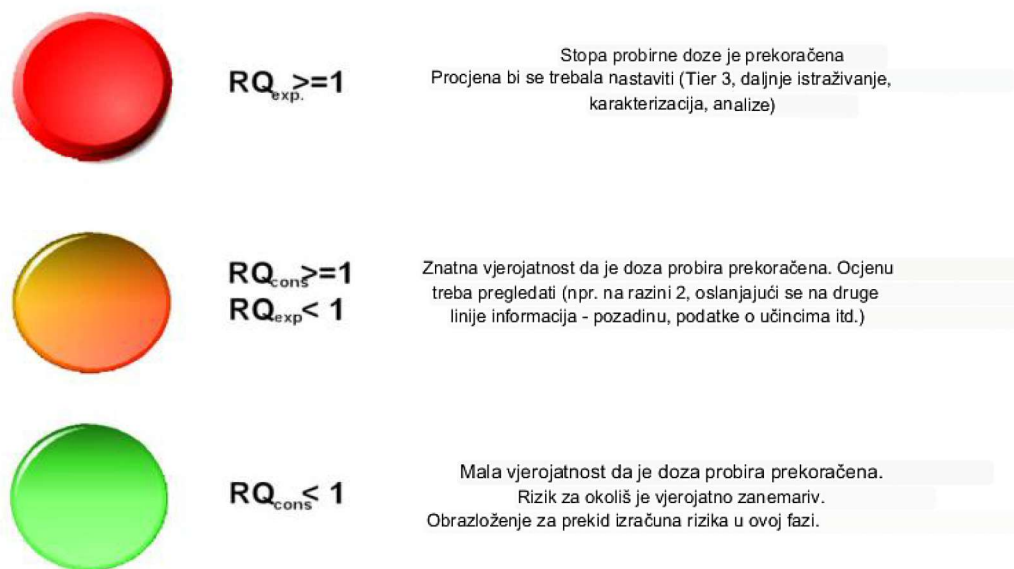 RQexp.>=1
Stopa probirne doze je prekoračena
Procjena bi se trebala nastaviti (Tier 3, daljnje istraživanje,
karakterizacija, analize)
RQcons>=1
RQexp< 1
Znatna vjerojatnost da je doza probira prekoračena. Ocjenu
treba pregledati (npr. na razini 2, oslanjajući se na druge
linije informacija - pozadinu, podatke o učincima itd.)
RQcons< 1
Mala vjerojatnost da je doza probira prekoračena.
Rizik za okoliš je vjerojatno zanemariv.
Obrazloženje za prekid izračuna rizika u ovoj fazi.